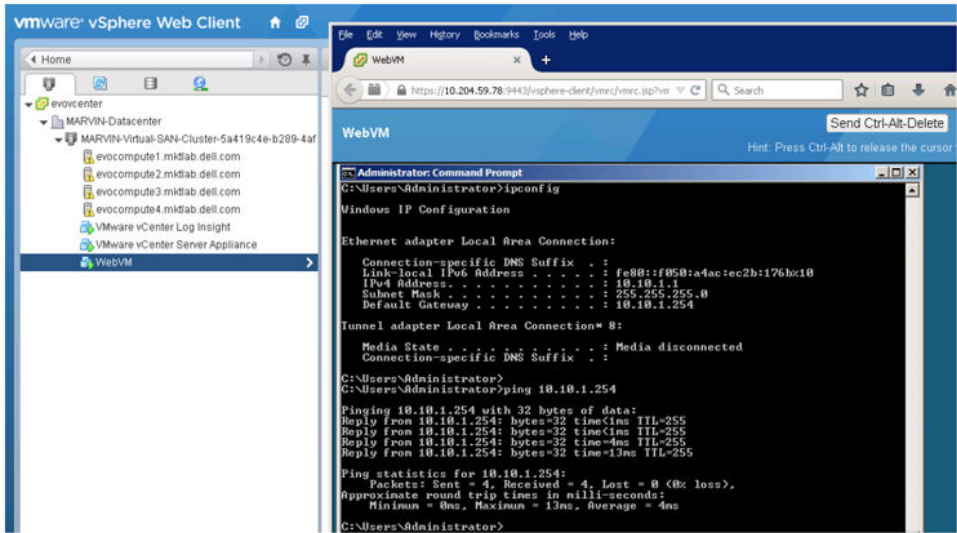 vmware® vSphere Web Client
Home
evovcenter
MARVIN-Datacenter
MARVIN-Virtual-SAN-Cluster-5a419c4e-b289-4af
evocompute1.mktlab.dell.com
evocompute2.mktlab.dell.com
evocompute3.mktlab.dell.com
evocompute4.mktlab.dell.com
VMware vCenter Log Insight
VMware vCenter Server Appliance
WebVM
File Edit View History Bookmarks Tools Help
WebVM
https://10.204.59.78:9443/vsphere-client/vmrc/vmrc.jsp?vm
Search
WebVM
Send Ctrl-Alt-Delete
Hint: Press Ctrl-Alt to release the cursor
Administrator: Command Prompt
C:\Users\Administrator>ipconfig
Windows IP Configuration
Ethernet adapter Local Area Connection:
Connection-specific DNS Suffix . :
Link-local IPv6 Address . . . . . : fe80::f050:a4ac:ec2b:176b%10
IPv4 Address. . . . . . . . . . . : 10.10.1.1
Subnet Mask . . . . . . . . . . . : 255.255.255.0
Default Gateway . . . . . . . . . : 10.10.1.254
Tunnel adapter Local Area Connection* 8:
Media State . . . . . . . . . . . : Media disconnected
Connection-specific DNS Suffix . :
C:\Users\Administrator>
C:\Users\Administrator>ping 10.10.1.254
Pinging 10.10.1.254 with 32 bytes of data:
Reply from 10.10.1.254: bytes=32 time<1ms TTL=255
Reply from 10.10.1.254: bytes=32 time<1ms TTL=255
Reply from 10.10.1.254: bytes=32 time=4ms TTL=255
Reply from 10.10.1.254: bytes=32 time=13ms TTL=255
Ping statistics for 10.10.1.254:
Packets: Sent = 4, Received = 4, Lost = 0 (0% loss),
Approximate round trip times in milli-seconds:
Minimum = 0ms, Maximum = 13ms, Average = 4ms
C:\Users\Administrator>